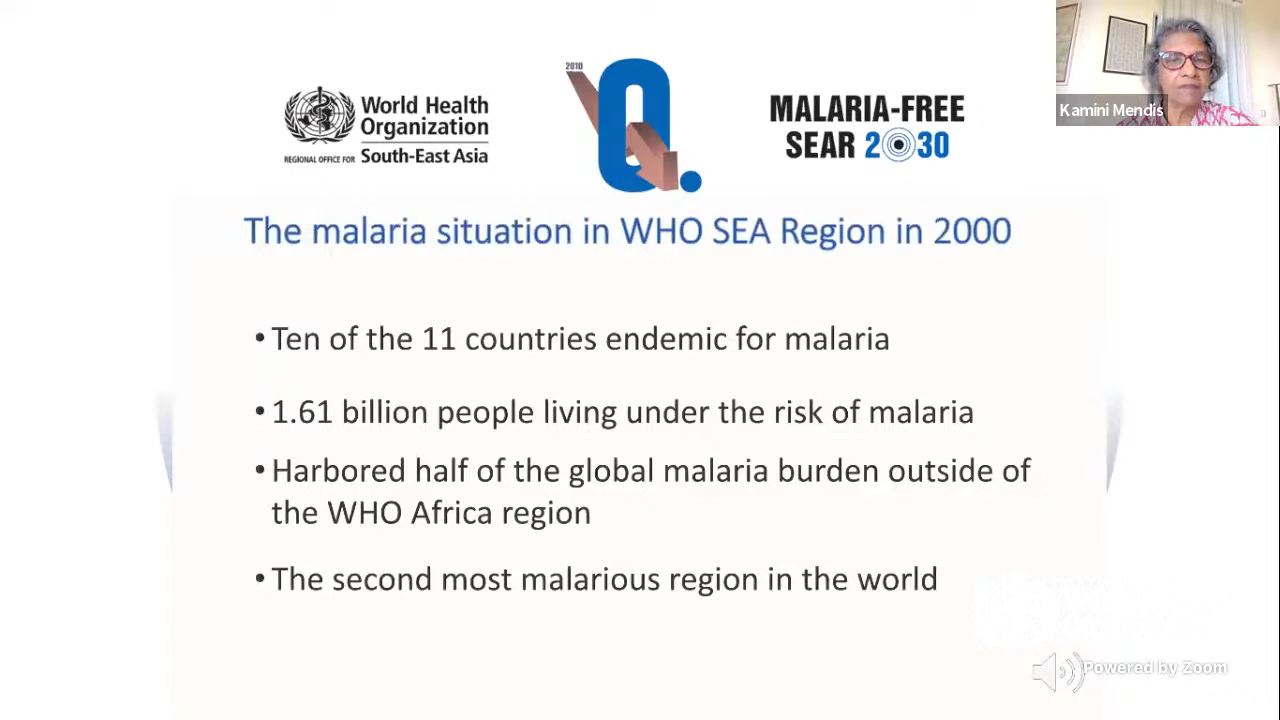 Kamini Mendis
World Health
Organization
REGIONAL OFFICE FOR South-East Asia
2010
MALARIA-FREE
SEAR 2030
The malaria situation in WHO SEA Region in 2000
• Ten of the 11 countries endemic for malaria
• 1.61 billion people living under the risk of malaria
• Harbored half of the global malaria burden outside of
the WHO Africa region
• The second most malarious region in the world
Powered by Zoom